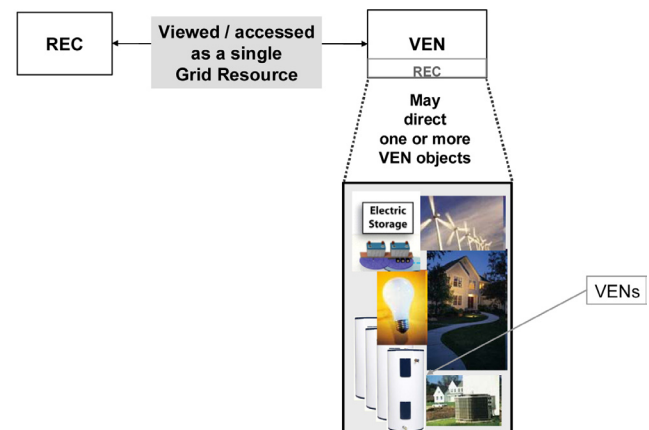 REC
Viewed / accessed
as a single
Grid Resource
VEN
REC
May
direct
one or more
VEN objects
Electric
Storage
VENs